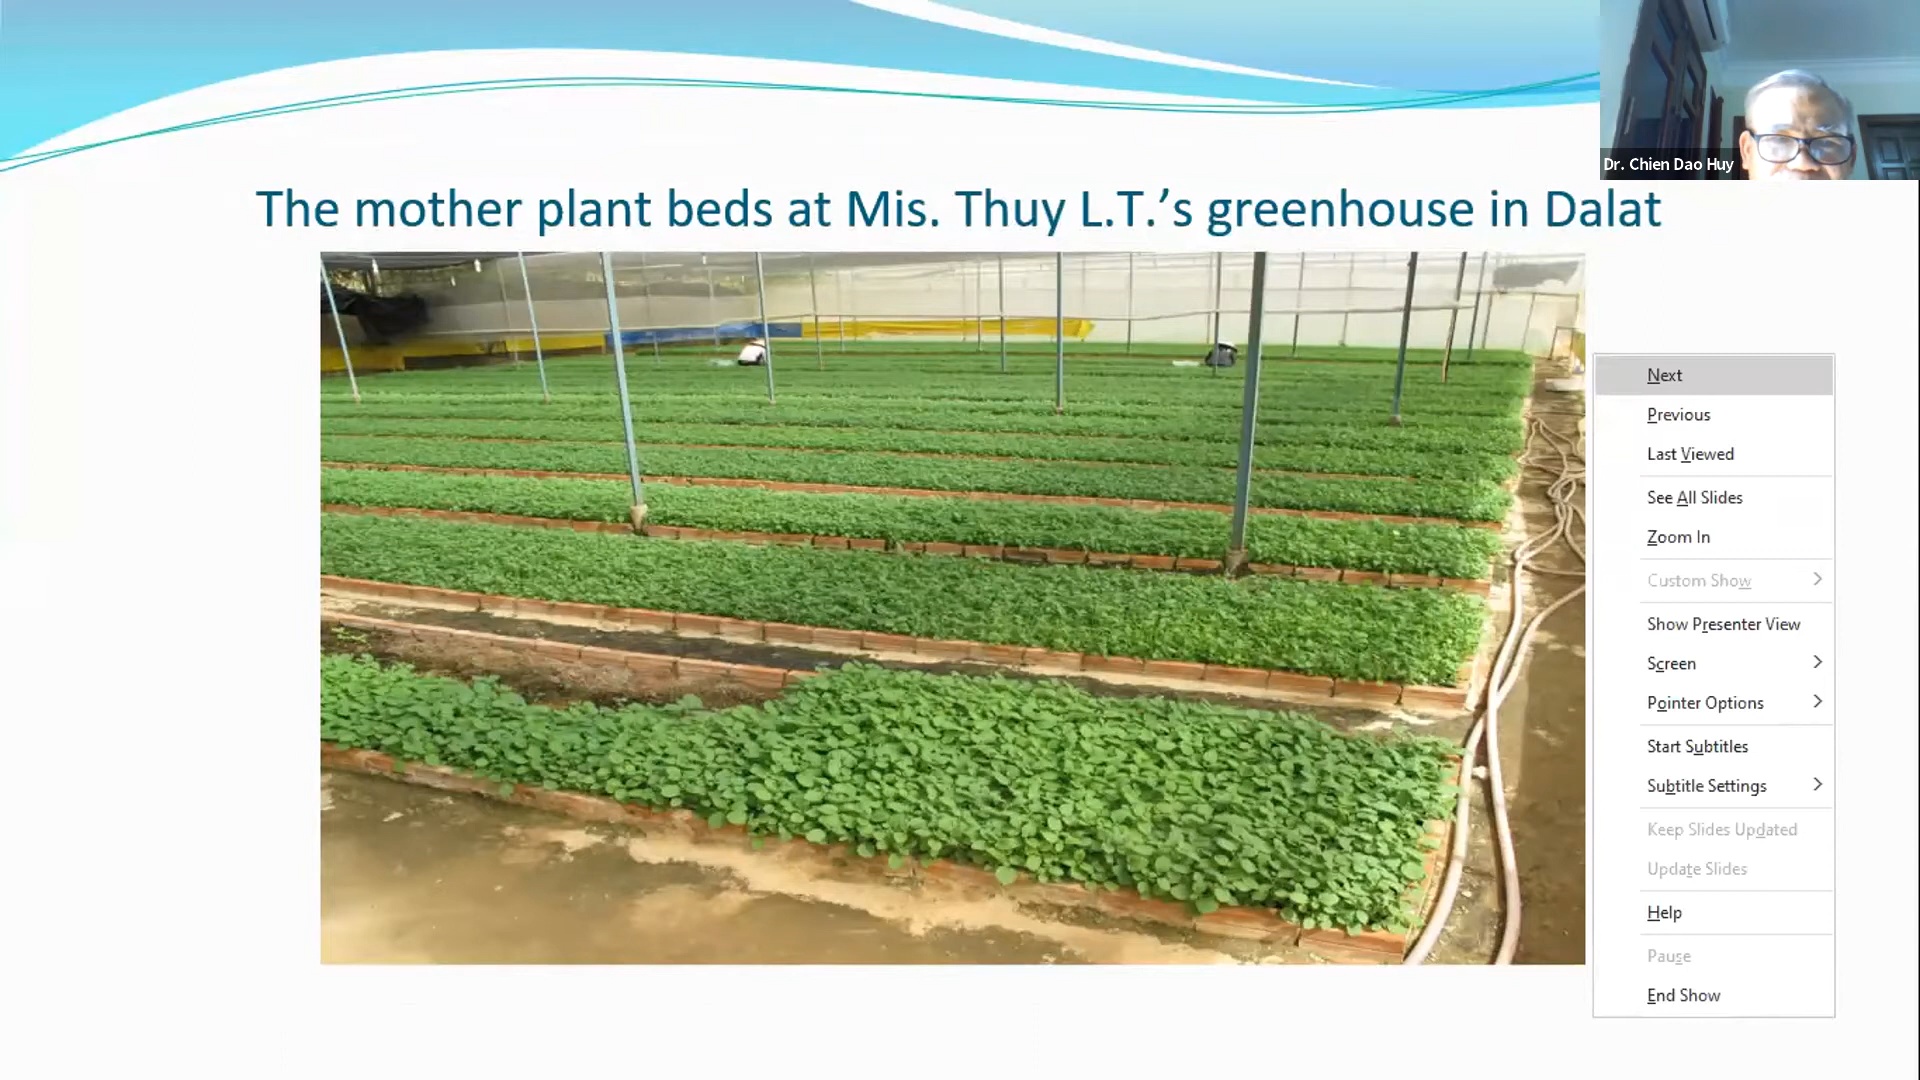 Dr. Chien Dao Huy
The mother plant beds at Mis. Thuy L.T.’s greenhouse in Dalat
Next
Previous
Last Viewed
See All Slides
Zoom In
Custom Show
Show Presenter View
Screen
Pointer Options
Start Subtitles
Subtitle Settings
Keep Slides Updated
Update Slides
Help
Pause
End Show